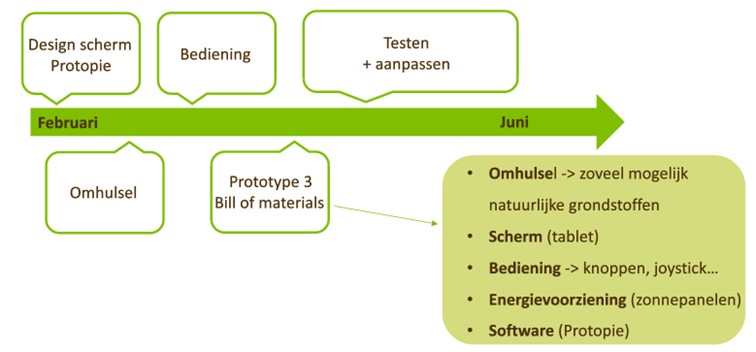 Design scherm
Protopie
Bediening
Testen
+ aanpassen
Februari
Juni
Omhulsel
Prototype 3
Bill of materials
• Omhulsel -> zoveel mogelijk
natuurlijke grondstoffen
• Scherm (tablet)
• Bediening -> knoppen, joystick...
• Energievoorziening (zonnepanelen)
• Software (Protopie)